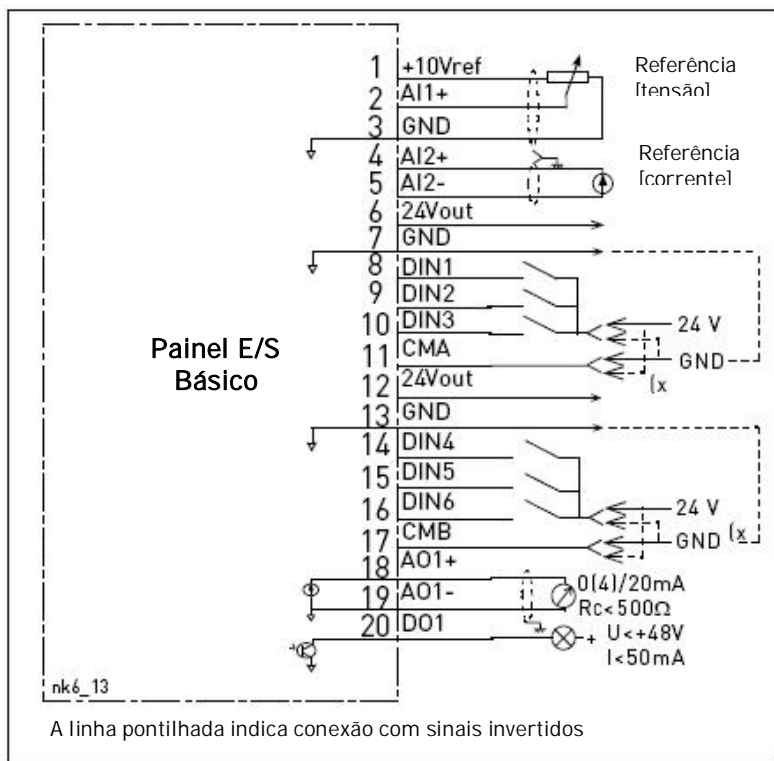 1 +10Vref
2 AI1+
3 GND
4 AI2+
5 AI2-
6 24Vout
7 GND
8 DIN1
9 DIN2
10 DIN3
11 CMA
12 24Vout
13 GND
14 DIN4
15 DIN5
16 DIN6
17 CMB
18 AO1+
19 AO1-
20 DO1
Referência
[tensão]
Referência
[corrente]
24 V
GND
(x
24 V
GND (x
0(4)/20mA
Rc<500Ω
+ U<+48V
I<50mA
Painel E/S
Básico
nk6_13
A linha pontilhada indica conexão com sinais invertidos